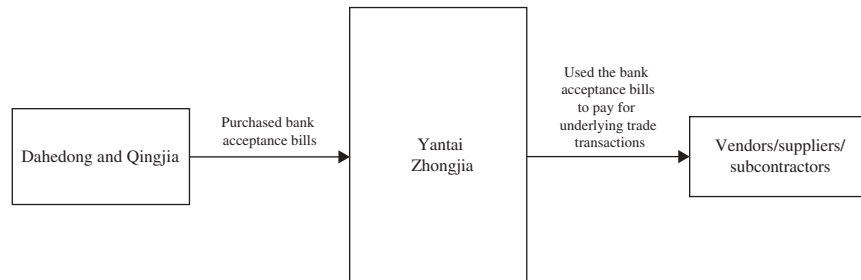 Dahedong and Qingjia
Purchased bank
acceptance bills
Yantai
Zhongjia
Used the bank
acceptance bills
to pay for
underlying trade
transactions
Vendors/suppliers/
subcontractors